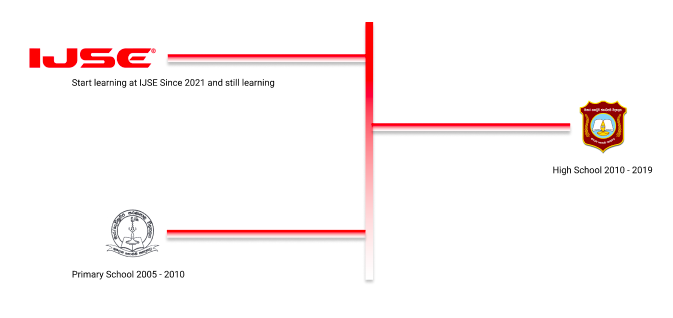 IJSE®
Start learning at IJSE Since 2021 and still learning
High School 2010 - 2019
Primary School 2005 - 2010